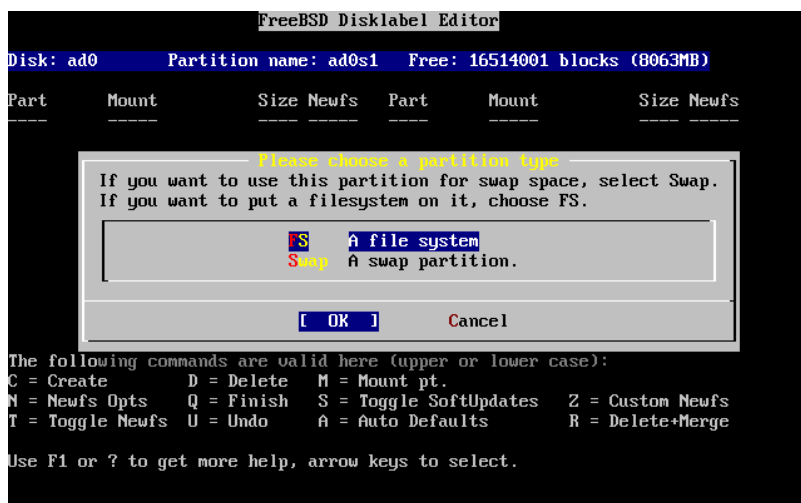 FreeBSD Disklabel Editor
Disk: ad0 Partition name: ad0s1 Free: 16514001 blocks (8063MB)
Part Mount Size Newfs Part Mount Size Newfs
---- ----- ---- ----- ---- ----- ---- -----
Please choose a partition type
If you want to use this partition for swap space, select Swap.
If you want to put a filesystem on it, choose FS.
FS A file system
Swap A swap partition.
[ OK ] Cancel
The following commands are valid here (upper or lower case):
C = Create D = Delete M = Mount pt.
N = Newfs Opts Q = Finish S = Toggle SoftUpdates Z = Custom Newfs
T = Toggle Newfs U = Undo A = Auto Defaults R = Delete+Merge
Use F1 or ? to get more help, arrow keys to select.